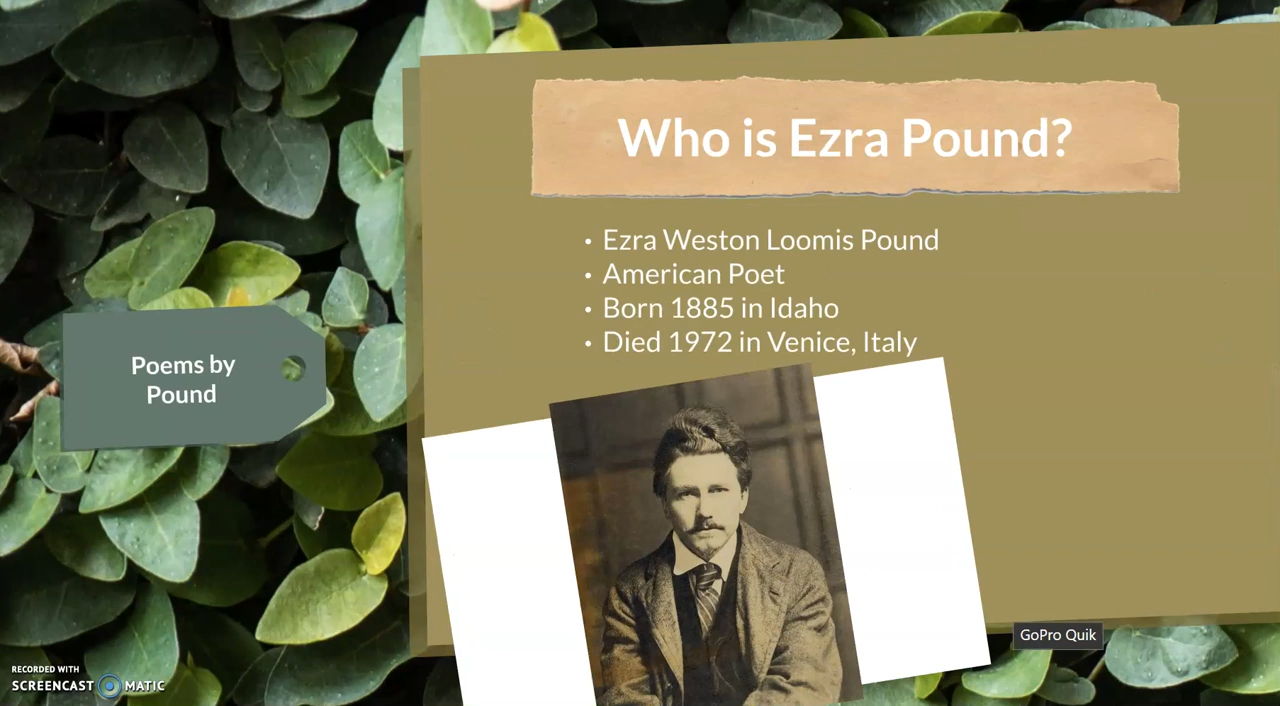 Who is Ezra Pound?
• Ezra Weston Loomis Pound
• American Poet
• Born 1885 in Idaho
• Died 1972 in Venice, Italy
Poems by
Pound
GoPro Quik
RECORDED WITH
SCREENCAST MATIC